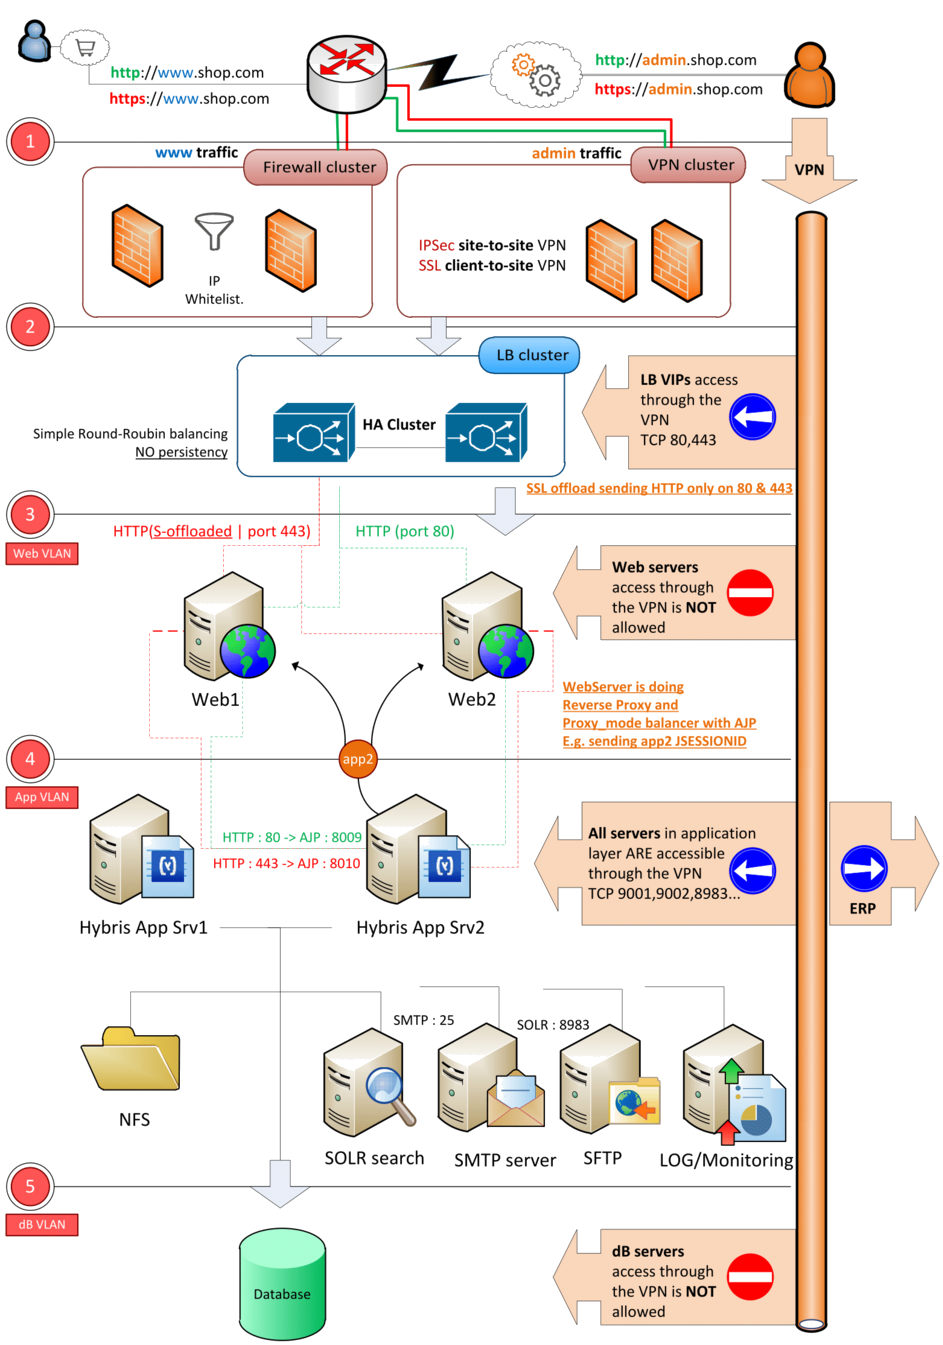 http://www.shop.com
https://www.shop.com
http://admin.shop.com
https://admin.shop.com
1
www traffic
Firewall cluster
admin traffic
VPN cluster
VPN
IP
Whitelist.
IPSec site-to-site VPN
SSL client-to-site VPN
2
LB cluster
HA Cluster
Simple Round-Roubin balancing
NO persistency
LB VIPs access
through the
VPN
TCP 80,443
SSL offload sending HTTP only on 80 & 443
3
Web VLAN
HTTP(S-offloaded | port 443)
HTTP (port 80)
Web servers
access through
the VPN is NOT
allowed
Web1
Web2
WebServer is doing
Reverse Proxy and
Proxy_mode balancer with AJP
E.g. sending app2 JSESSIONID
4
App VLAN
app2
HTTP : 80 -> AJP : 8009
HTTP : 443 -> AJP : 8010
(y)
(y)
Hybris App Srv1
Hybris App Srv2
All servers in application
layer ARE accessible
through the VPN
TCP 9001,9002,8983...
ERP
SMTP : 25
SOLR : 8983
NFS
SOLR search
SMTP server
SFTP
LOG/Monitoring
5
dB VLAN
Database
dB servers
access through
the VPN is NOT
allowed